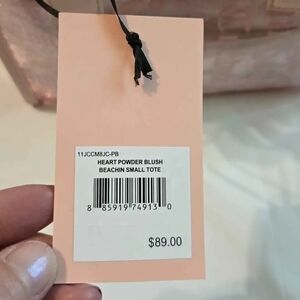 11JCCM8JC-PB
HEART POWDER BLUSH
BEACHIN SMALL TOTE
8 85919 74913 0
$89.00